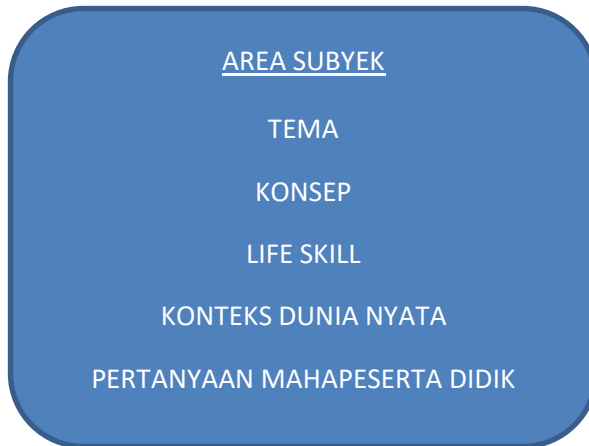 AREA SUBYEK
TEMA
KONSEP
LIFE SKILL
KONTEKS DUNIA NYATA
PERTANYAAN MAHAPESERTA DIDIK